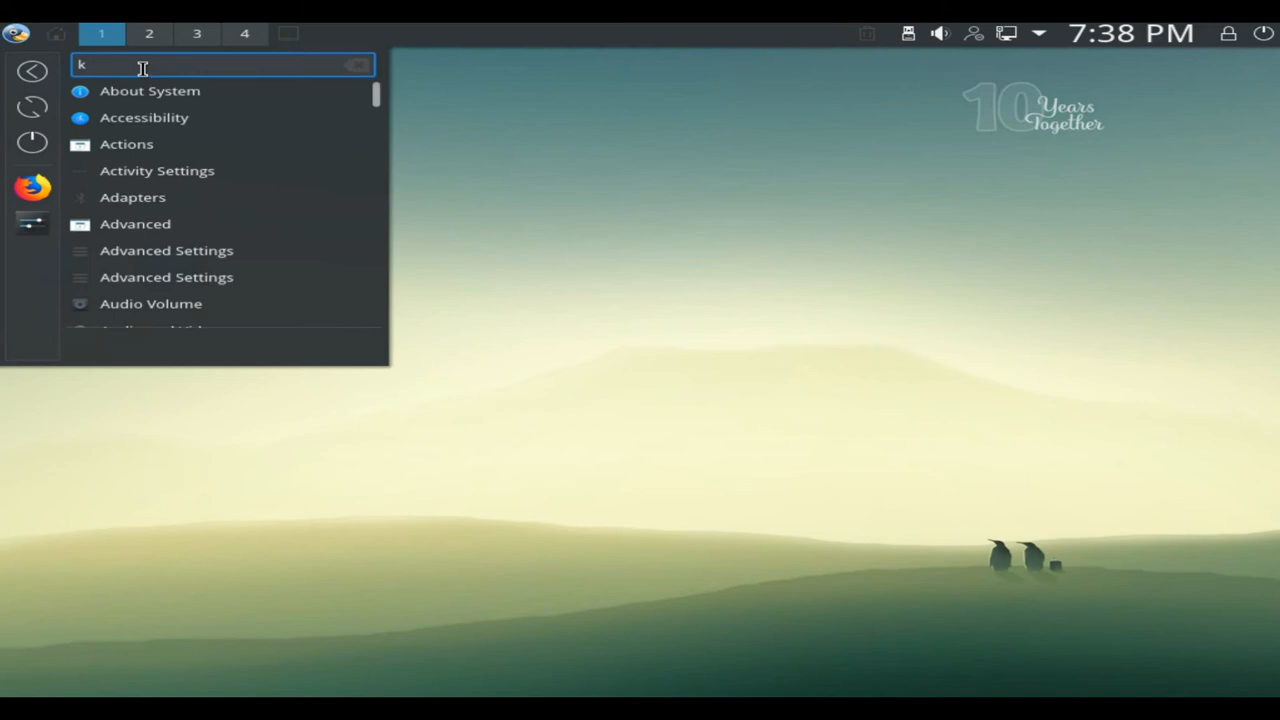 1 2 3 4 7:38 PM
k
About System
Accessibility
Actions
Activity Settings
Adapters
Advanced
Advanced Settings
Advanced Settings
Audio Volume
10 Years
Together